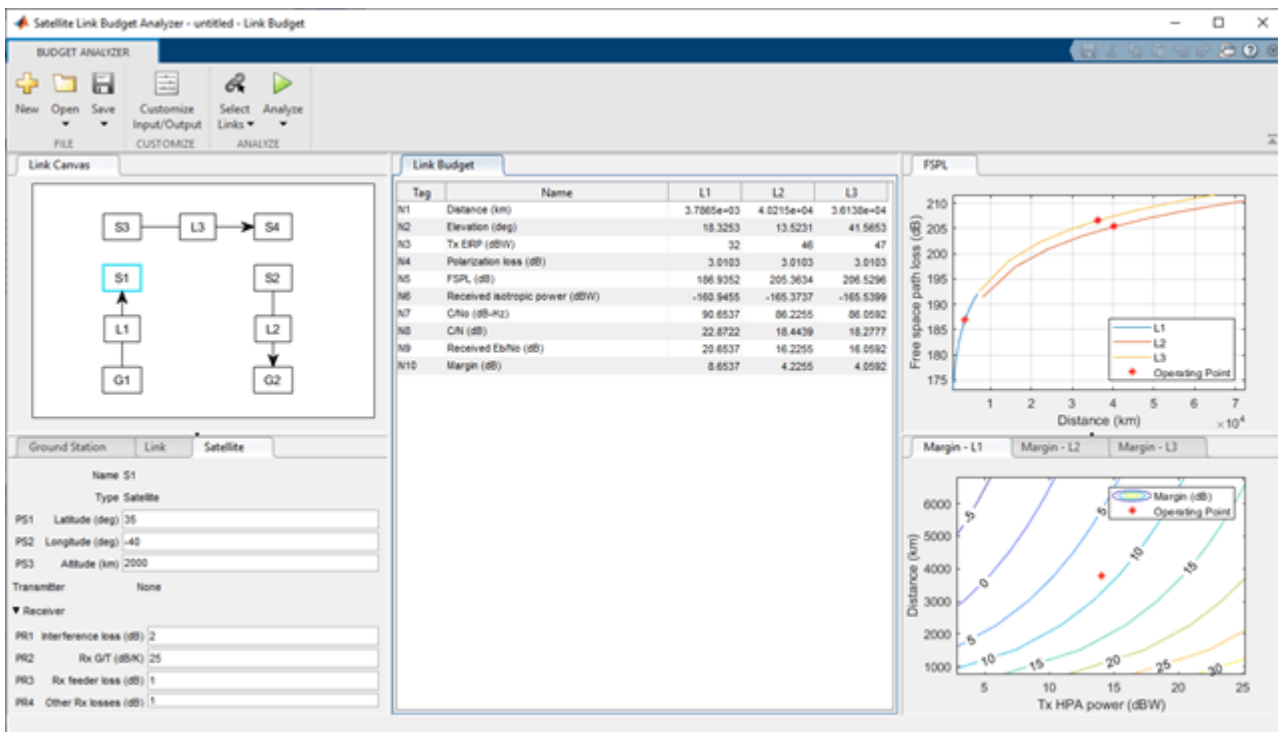 Satellite Link Budget Analyzer - untitled - Link Budget
BUDGET ANALYZER
New Open Save Customize Input/Output Select Links Analyze
FILE CUSTOMIZE ANALYZE
Link Canvas
S3 L3 S4
S1 S2
L1 L2
G1 G2
Ground Station Link Satellite
Name S1
Type Satellite
PS1 Latitude (deg) 35
PS2 Longitude (deg) -40
PS3 Altitude (km) 2000
Transmitter None
Receiver
PR1 Interference loss (dB) 2
PR2 Rx G/T (dB/K) 25
PR3 Rx feeder loss (dB) 1
PR4 Other Rx losses (dB) 1
Link Budget
Tag Name L1 L2 L3
N1 Distance (km) 3.7865e+03 4.0215e+04 3.6138e+04
N2 Elevation (deg) 18.3253 13.5231 41.5653
N3 Tx EIRP (dBW) 32 46 47
N4 Polarization loss (dB) 3.0103 3.0103 3.0103
N5 FSPL (dB) 186.9352 205.3634 206.5296
N6 Received isotropic power (dBW) -160.9455 -165.3737 -165.5399
N7 C/No (dB-Hz) 90.6537 86.2255 86.0592
N8 C/N (dB) 22.8722 18.4439 18.2777
N9 Received Eb/No (dB) 20.6537 16.2255 16.0592
N10 Margin (dB) 8.6537 4.2255 4.0592
FSPL
Free space path loss (dB)
210
205
200
195
190
185
180
175
L1
L2
L3
Operating Point
1 2 3 4 5 6 7
Distance (km) ×10⁴
Margin - L1 Margin - L2 Margin - L3
Distance (km)
6000
5000
4000
3000
2000
1000
Margin (dB)
Operating Point
-5 5
10 15
0
5
10 15 20 25 30
5 10 15 20 25
Tx HPA power (dBW)